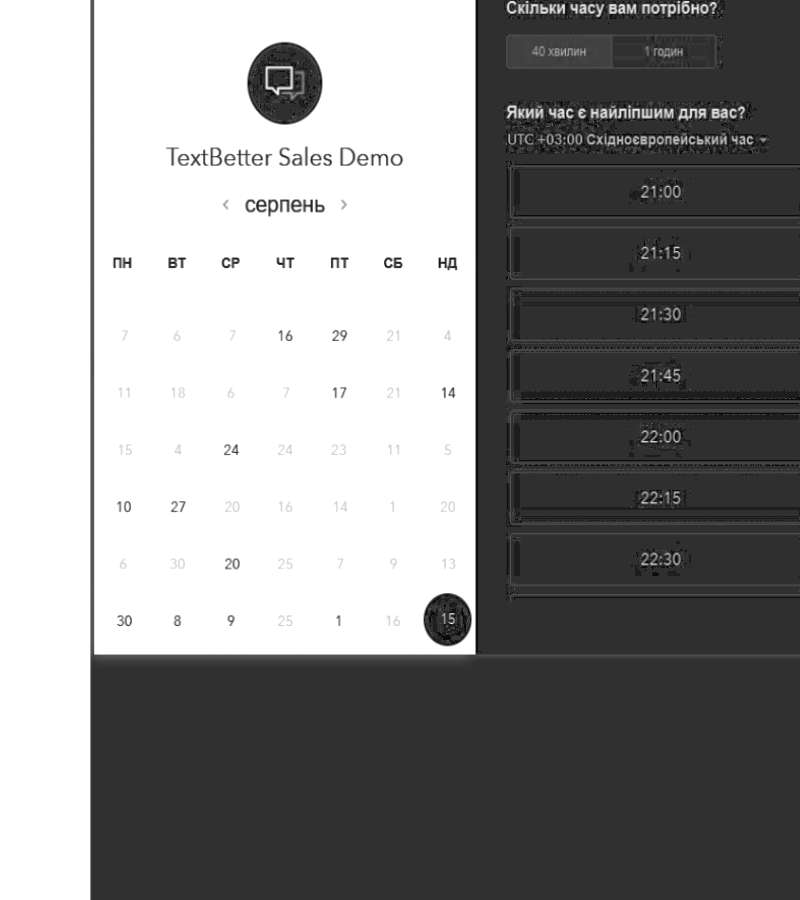 TextBetter Sales Demo
‹ серпень ›
ПН ВТ СР ЧТ ПТ СБ НД
7 6 7 16 29 21 4
11 18 6 7 17 21 14
15 4 24 24 23 11 5
10 27 20 16 14 1 20
6 30 20 25 7 9 13
30 8 9 25 1 16 15
Скільки часу вам потрібно?
40 хвилин 1 годин
Який час є найліпшим для вас?
UTC +03:00 Східноєвропейський час
21:00
21:15
21:30
21:45
22:00
22:15
22:30